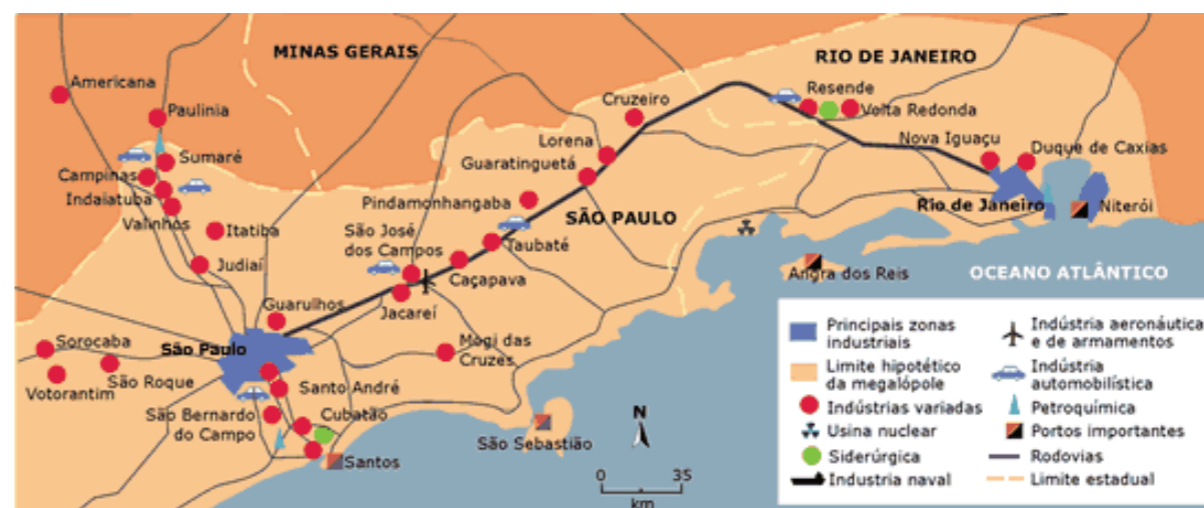 MINAS GERAIS
RIO DE JANEIRO
Americana
Resende
Paulinia
Cruzeiro
Volta Redonda
Lorena
Nova Iguaçu
Sumaré
Guaratinguetá
Duque de Caxias
Campinas
Indaiatuba
Pindamonhangaba
Rio de Janeiro
Niterói
Valinhos
SÃO PAULO
Itatiba
São José
dos Campos
Taubaté
Judiaí
Caçapava
Angra dos Reis
OCEANO ATLÂNTICO
Guarulhos
Jacareí
Sorocaba
São Paulo
Mogi das
Cruzes
São Roque
Votorantim
Santo André
São Bernardo
do Campo
Cubatão
São Sebastião
Santos
N
0 35
km
Principais zonas
industriais
Limite hipotético
da megalópole
Indústrias variadas
Usina nuclear
Siderúrgica
Industria naval
Indústria aeronáutica
e de armamentos
Indústria
automobilística
Petroquímica
Portos importantes
Rodovias
Limite estadual